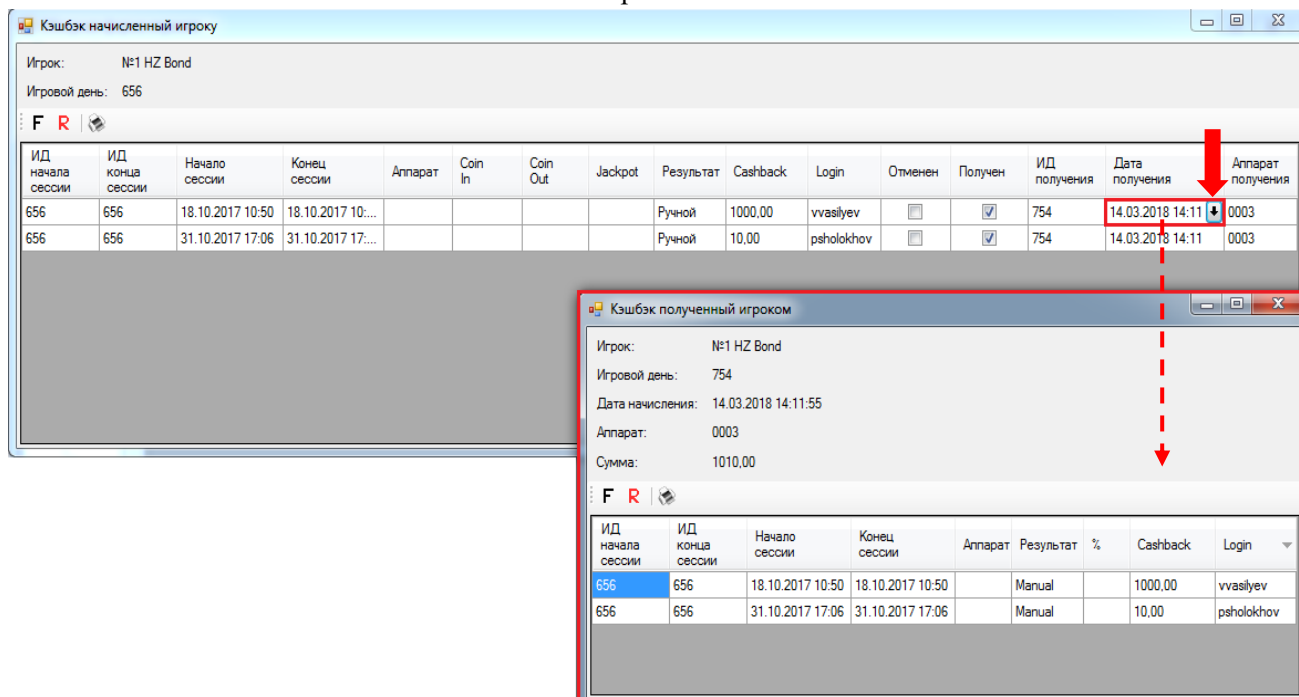 Кэшбэк начисленный игроку
Игрок: №1 HZ Bond
Игровой день: 656
F R
ИД начала сессии ИД конца сессии Начало сессии Конец сессии Аппарат Coin In Coin Out Jackpot Результат Cashback Login Отменен Получен ИД получения Дата получения Аппарат получения
656 656 18.10.2017 10:50 18.10.2017 10:... Ручной 1000,00 vvasilyev 754 14.03.2018 14:11 0003
656 656 31.10.2017 17:06 31.10.2017 17:... Ручной 10,00 psholokhov 754 14.03.2018 14:11 0003
Кэшбэк полученный игроком
Игрок: №1 HZ Bond
Игровой день: 754
Дата начисления: 14.03.2018 14:11:55
Аппарат: 0003
Сумма: 1010,00
F R
ИД начала сессии ИД конца сессии Начало сессии Конец сессии Аппарат Результат % Cashback Login
656 656 18.10.2017 10:50 18.10.2017 10:50 Manual 1000,00 vvasilyev
656 656 31.10.2017 17:06 31.10.2017 17:06 Manual 10,00 psholokhov